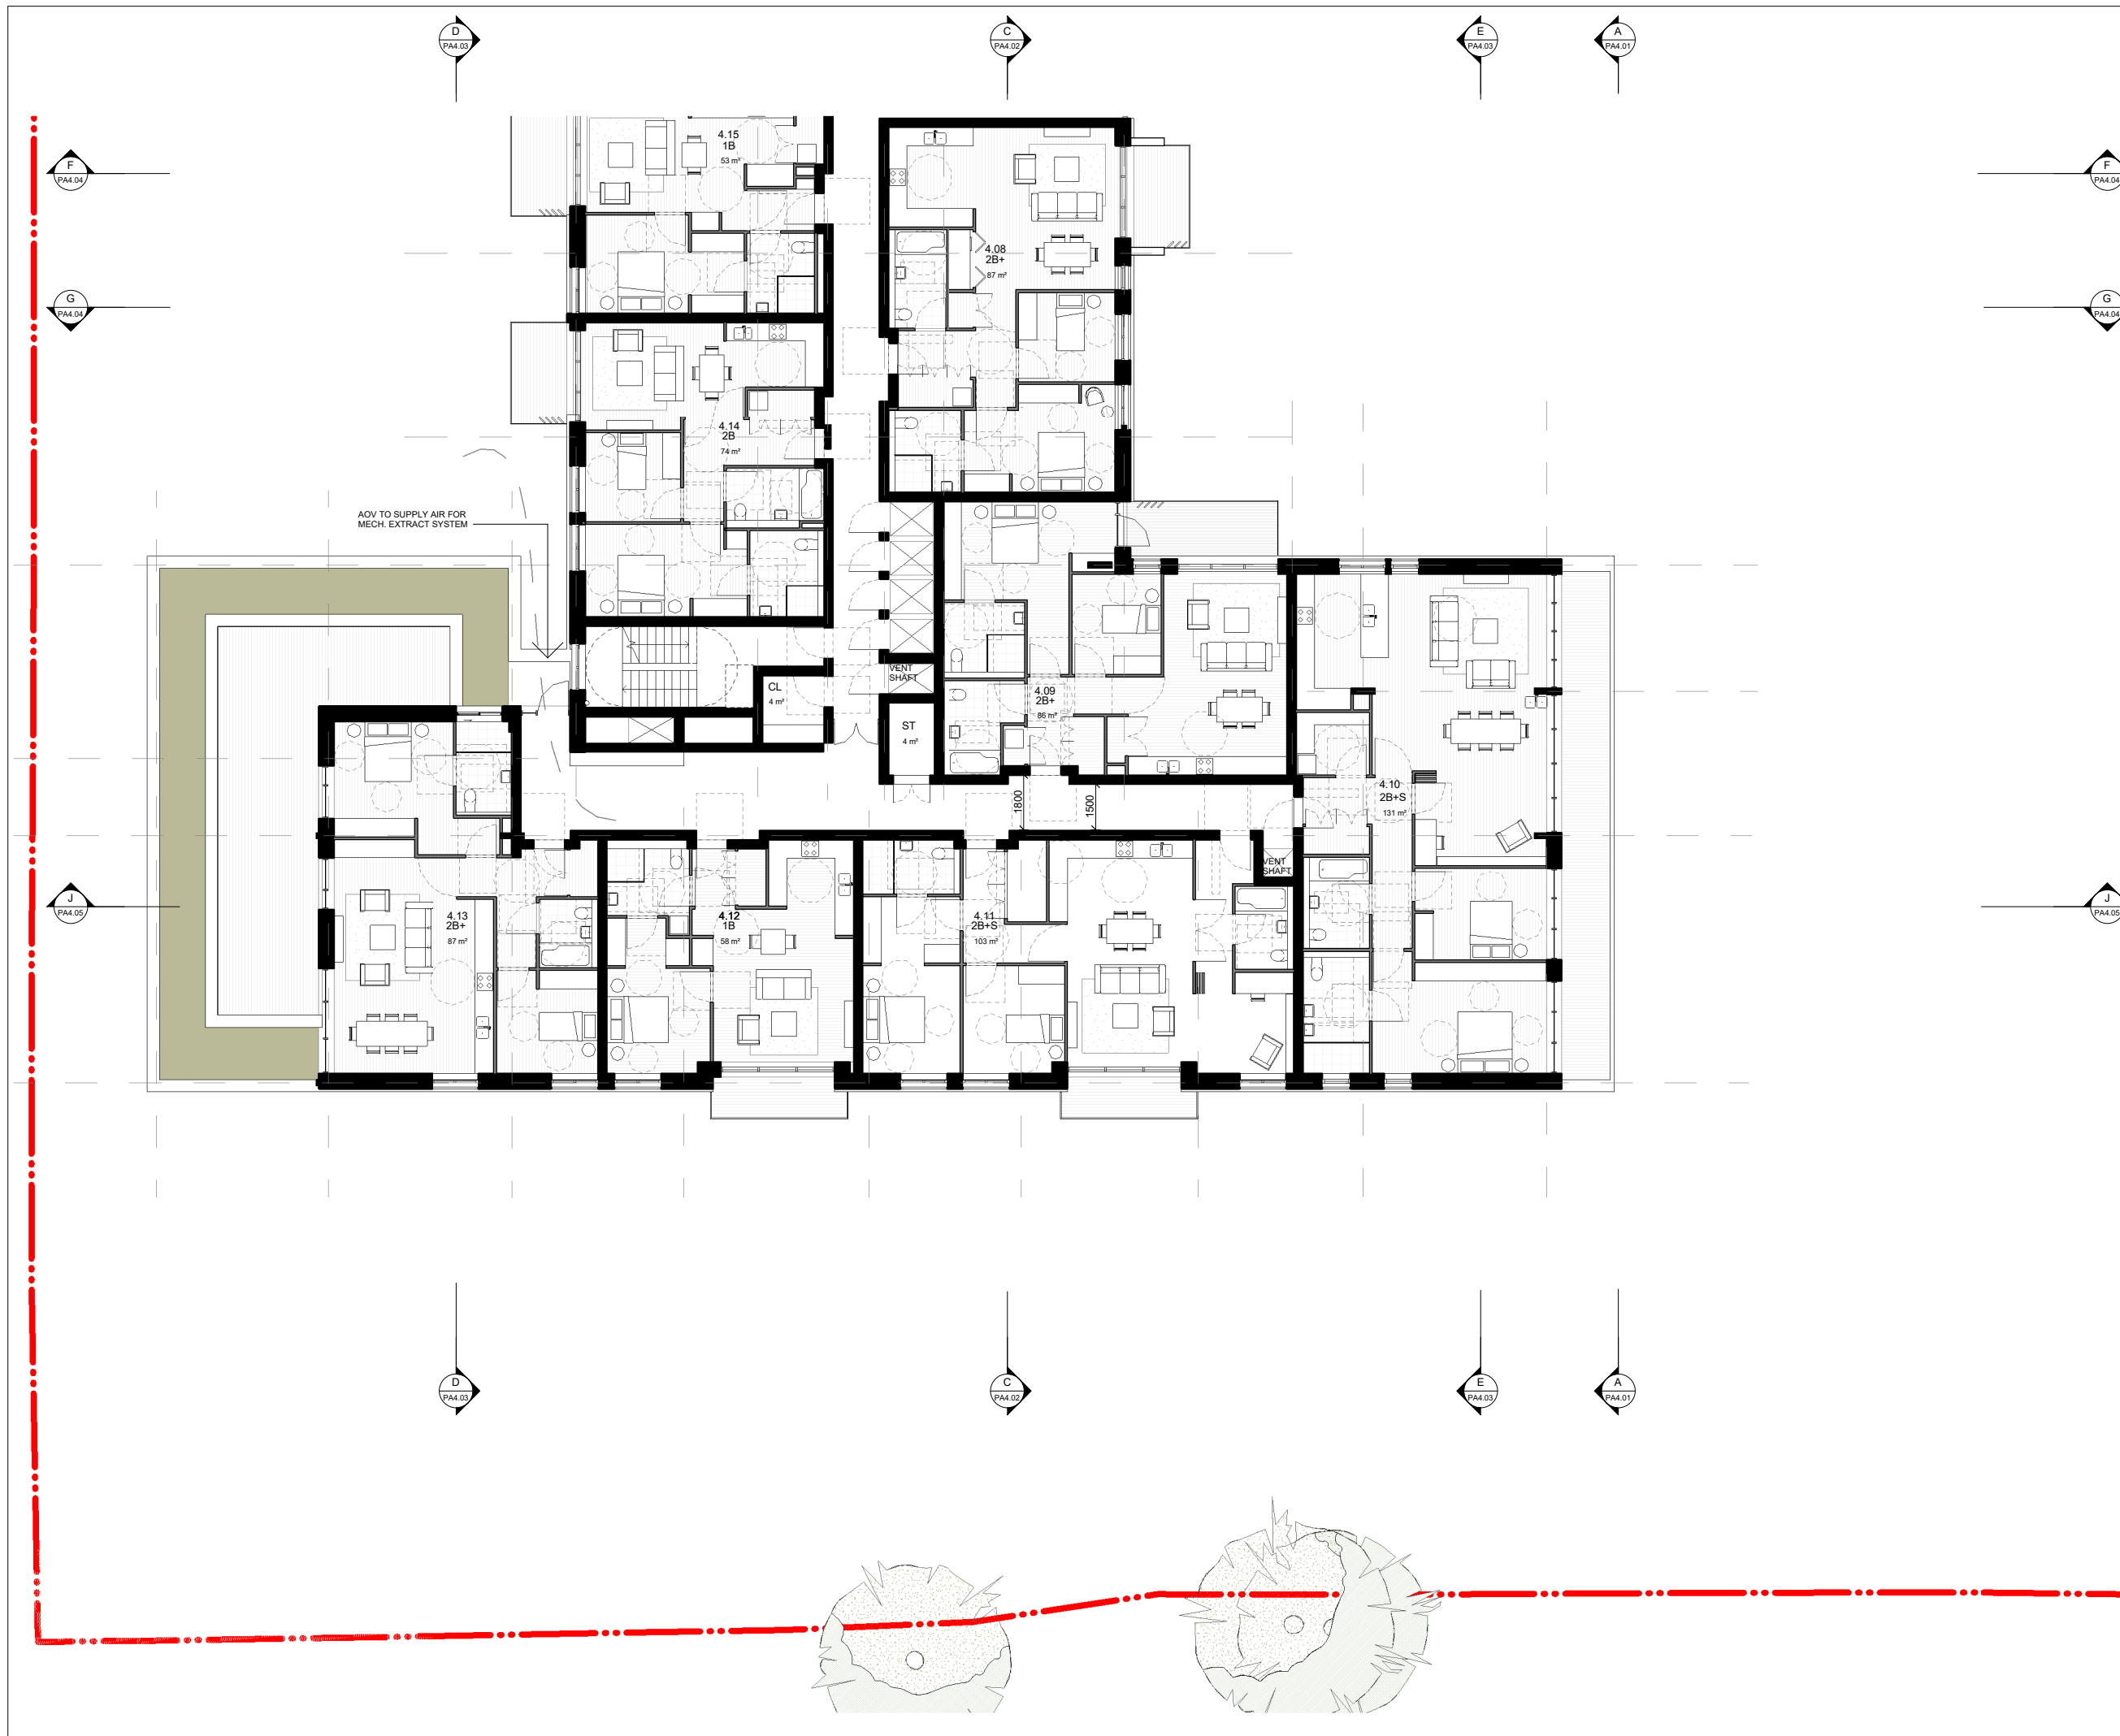 D
PA4.03
C
PA4.02
E
PA4.03
A
PA4.01
F
PA4.04
F
PA4.04
G
PA4.04
G
PA4.04
4.15
1B
53 m²
4.08
2B+
87 m²
4.14
2B
74 m²
AOV TO SUPPLY AIR FOR
MECH. EXTRACT SYSTEM
VENT
SHAFT
CL
4 m²
ST
4 m²
4.09
2B+
86 m²
1800
1500
4.10
2B+S
131 m²
VENT
SHAFT
J
PA4.05
J
PA4.05
4.13
2B+
87 m²
4.12
1B
58 m²
4.11
2B+S
103 m²
D
PA4.03
C
PA4.02
E
PA4.03
A
PA4.01